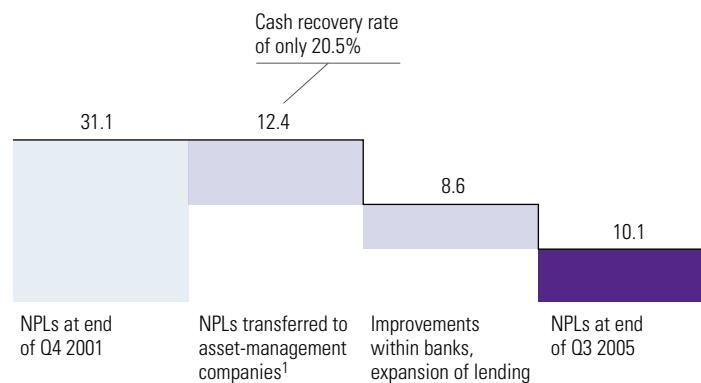 Cash recovery rate
of only 20.5%
31.1
12.4
8.6
10.1
NPLs at end
of Q4 2001
NPLs transferred to
asset-management
companies1
Improvements
within banks,
expansion of lending
NPLs at end
of Q3 2005